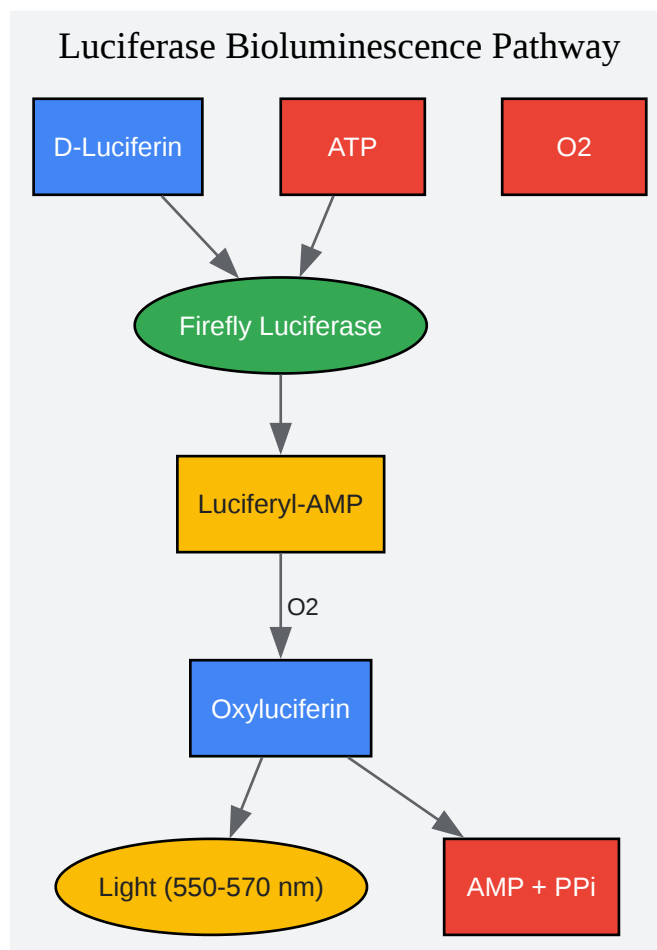 Luciferase Bioluminescence Pathway
D-Luciferin
ATP
O2
Firefly Luciferase
Luciferyl-AMP
O2
Oxyluciferin
Light (550-570 nm)
AMP + PPi